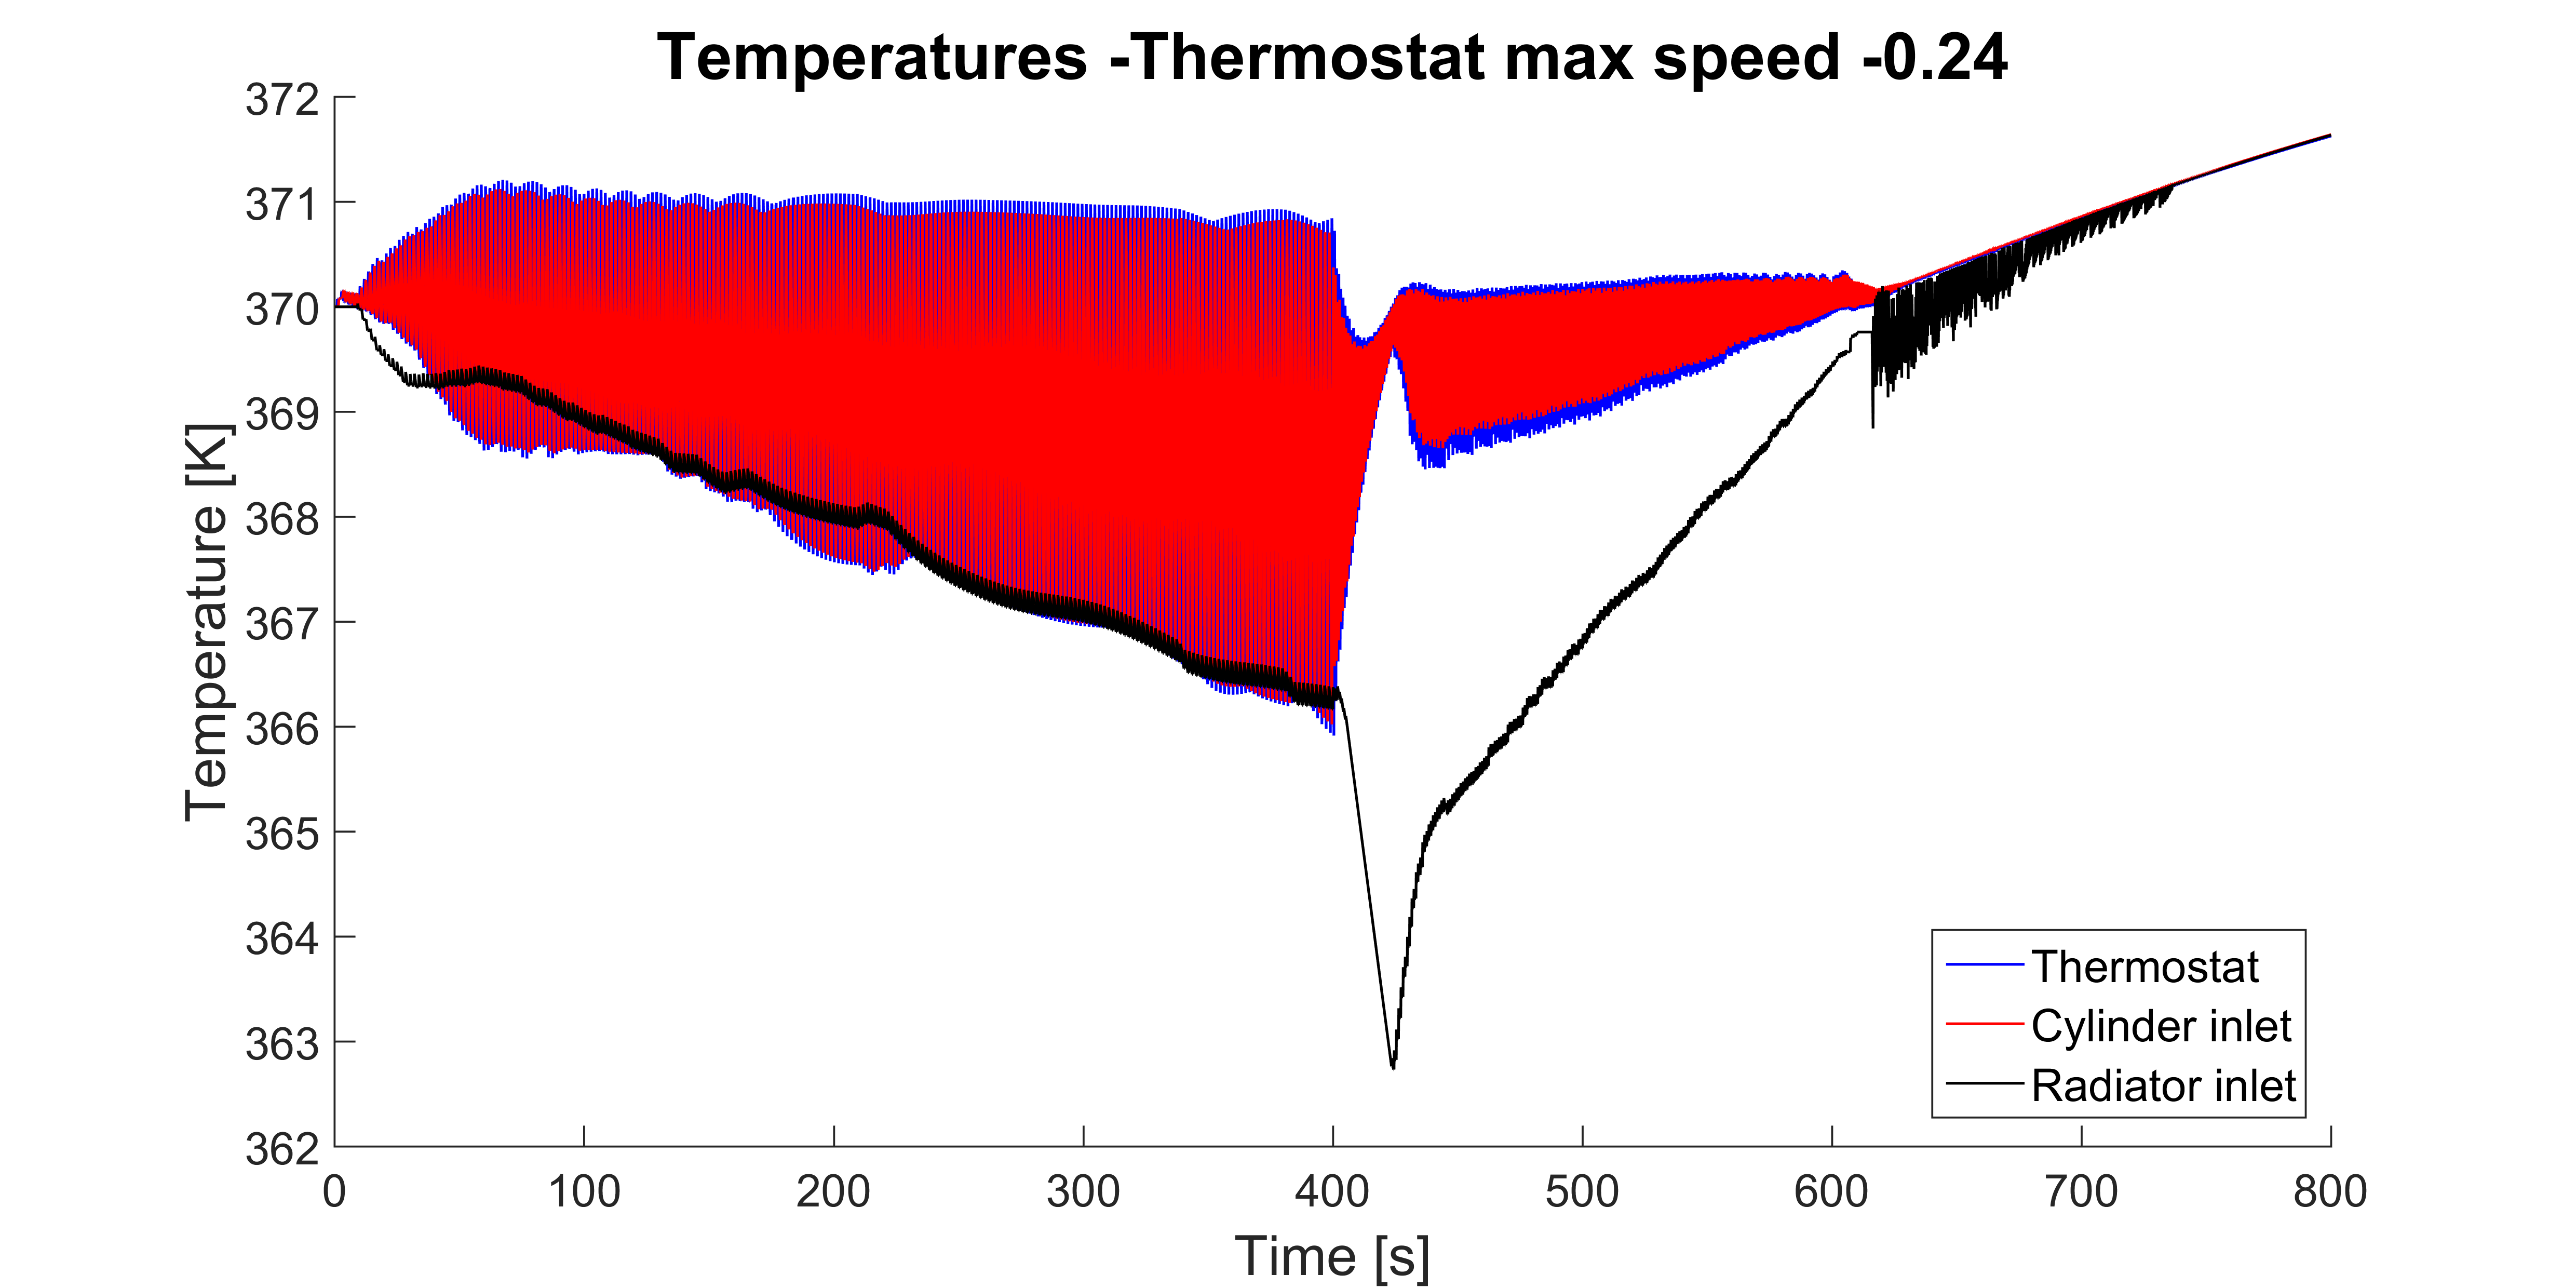 Temperatures -Thermostat max speed -0.24
372
371
370
369
368
367
366
365
364
363
362
Temperature [K]
0 100 200 300 400 500 600 700 800
Time [s]
Thermostat
Cylinder inlet
Radiator inlet